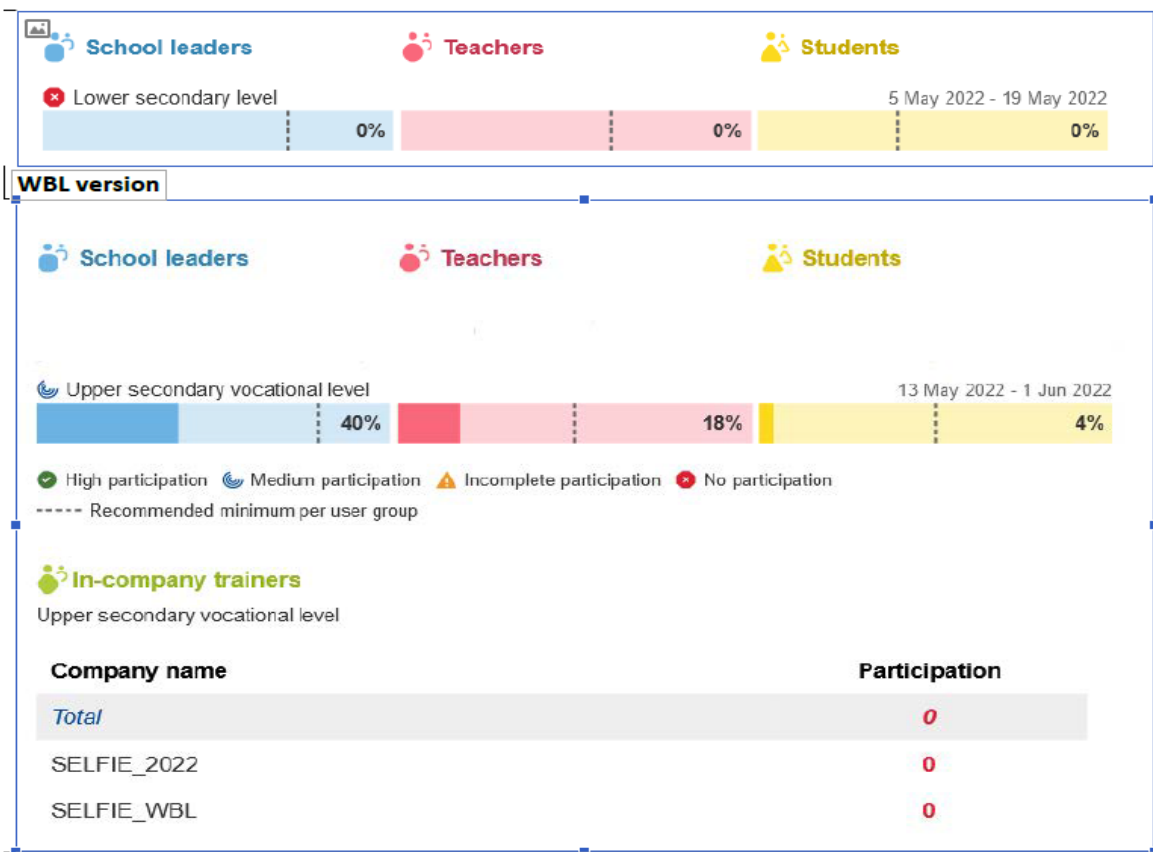 School leaders Teachers Students
Lower secondary level 5 May 2022 - 19 May 2022
0% 0% 0%
WBL version
School leaders Teachers Students
Upper secondary vocational level 13 May 2022 - 1 Jun 2022
40% 18% 4%
High participation Medium participation Incomplete participation No participation
----- Recommended minimum per user group
In-company trainers
Upper secondary vocational level
Company name Participation
Total 0
SELFIE_2022 0
SELFIE_WBL 0